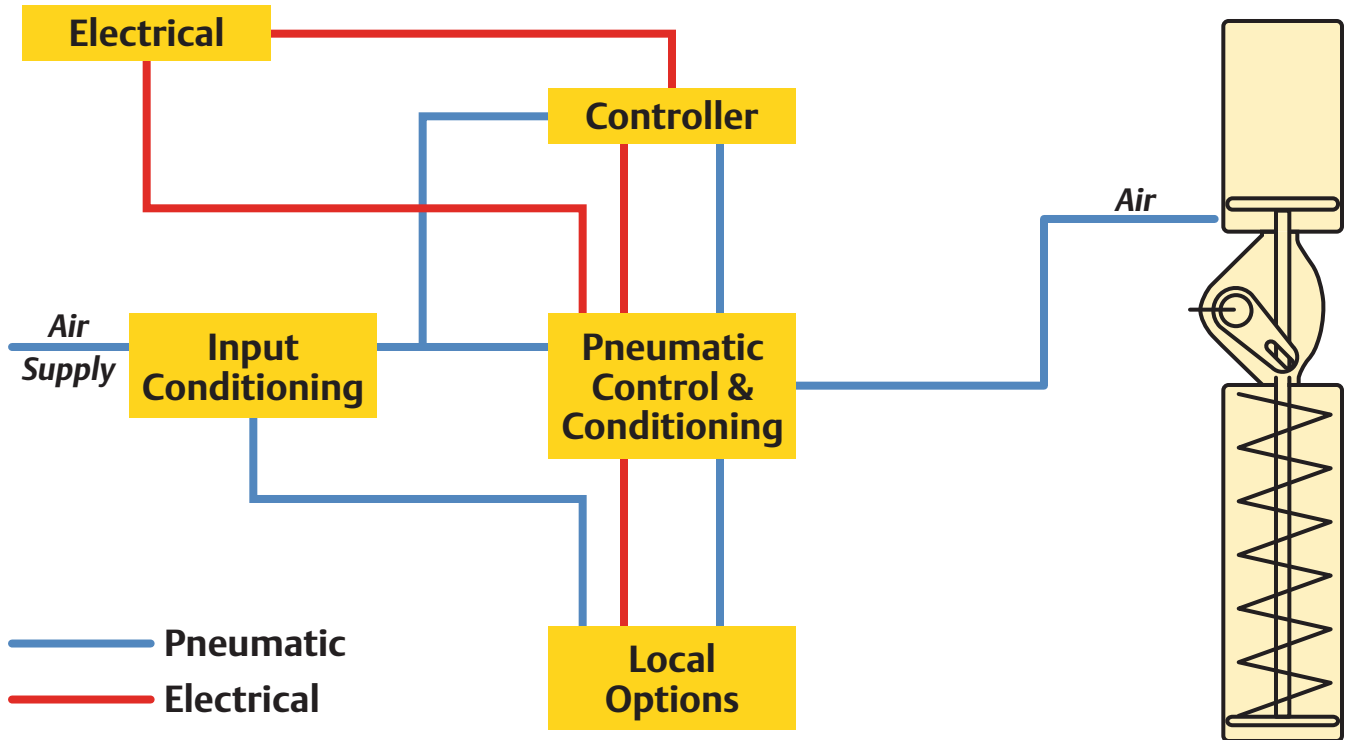 Electrical
Controller
Air
Air
Supply
Input
Conditioning
Pneumatic
Control &
Conditioning
Pneumatic
Electrical
Local
Options